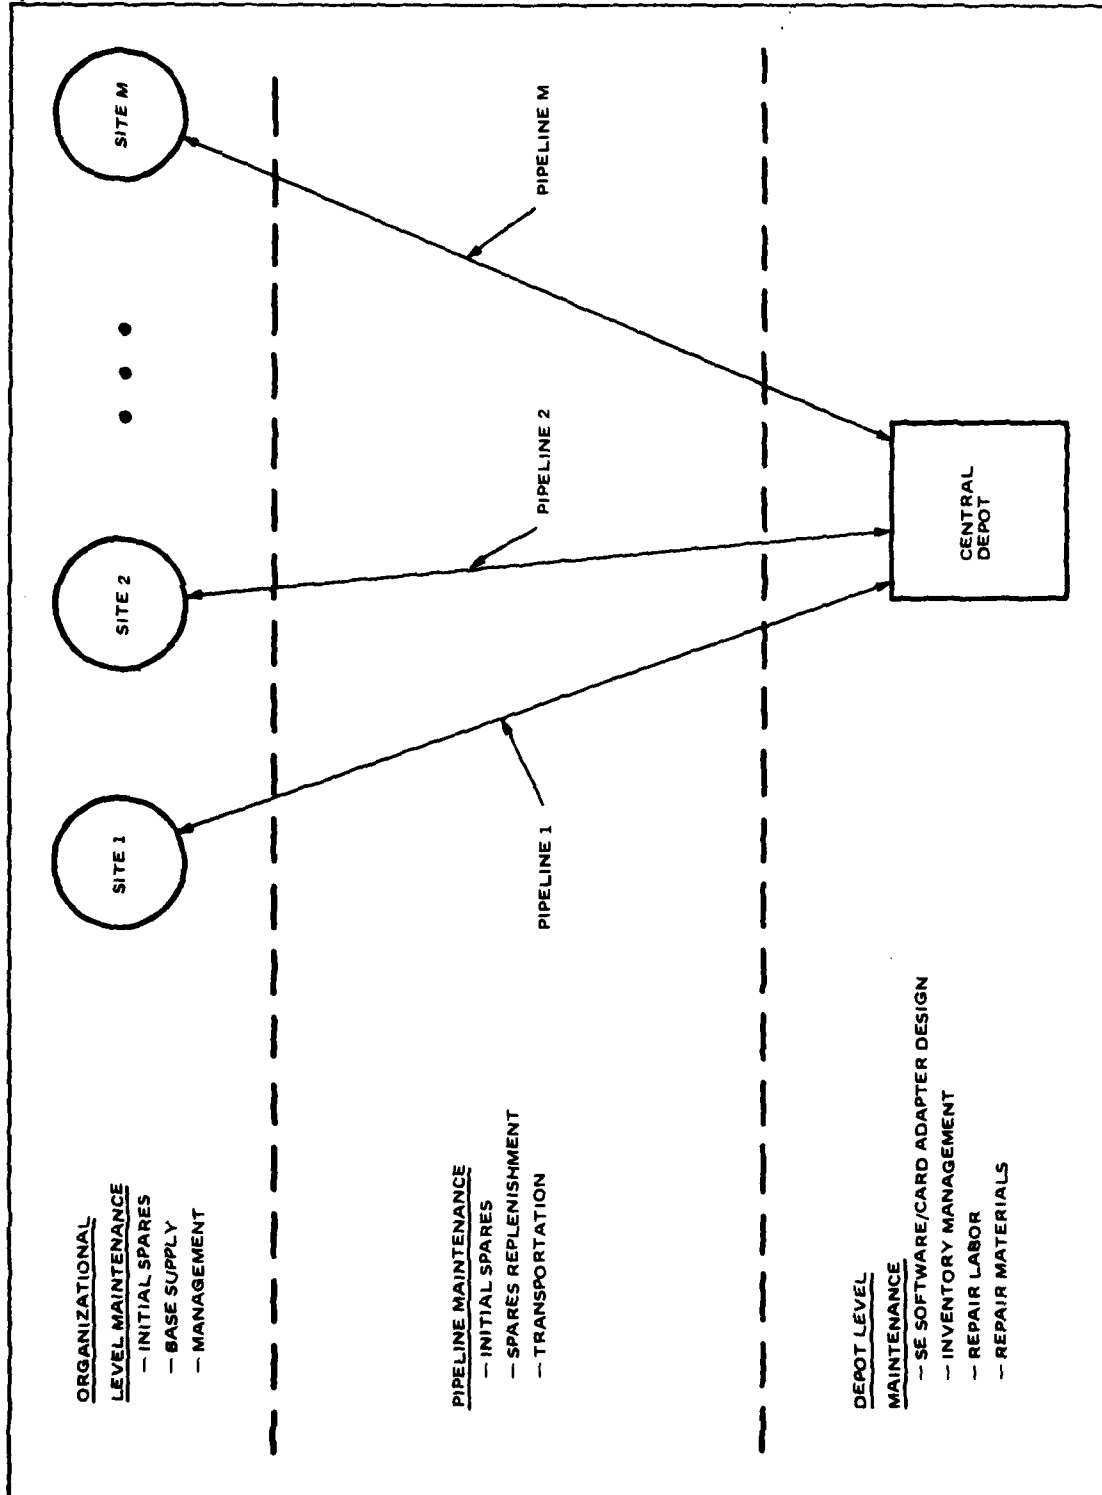 ORGANIZATIONAL
LEVEL MAINTENANCE
– INITIAL SPARES
– BASE SUPPLY
– MANAGEMENT
SITE 1
SITE 2
SITE M
PIPELINE MAINTENANCE
– INITIAL SPARES
– SPARES REPLENISHMENT
– TRANSPORTATION
PIPELINE 1
PIPELINE 2
PIPELINE M
DEPOT LEVEL
MAINTENANCE
– SE SOFTWARE/CARD ADAPTER DESIGN
– INVENTORY MANAGEMENT
– REPAIR LABOR
– REPAIR MATERIALS
CENTRAL
DEPOT